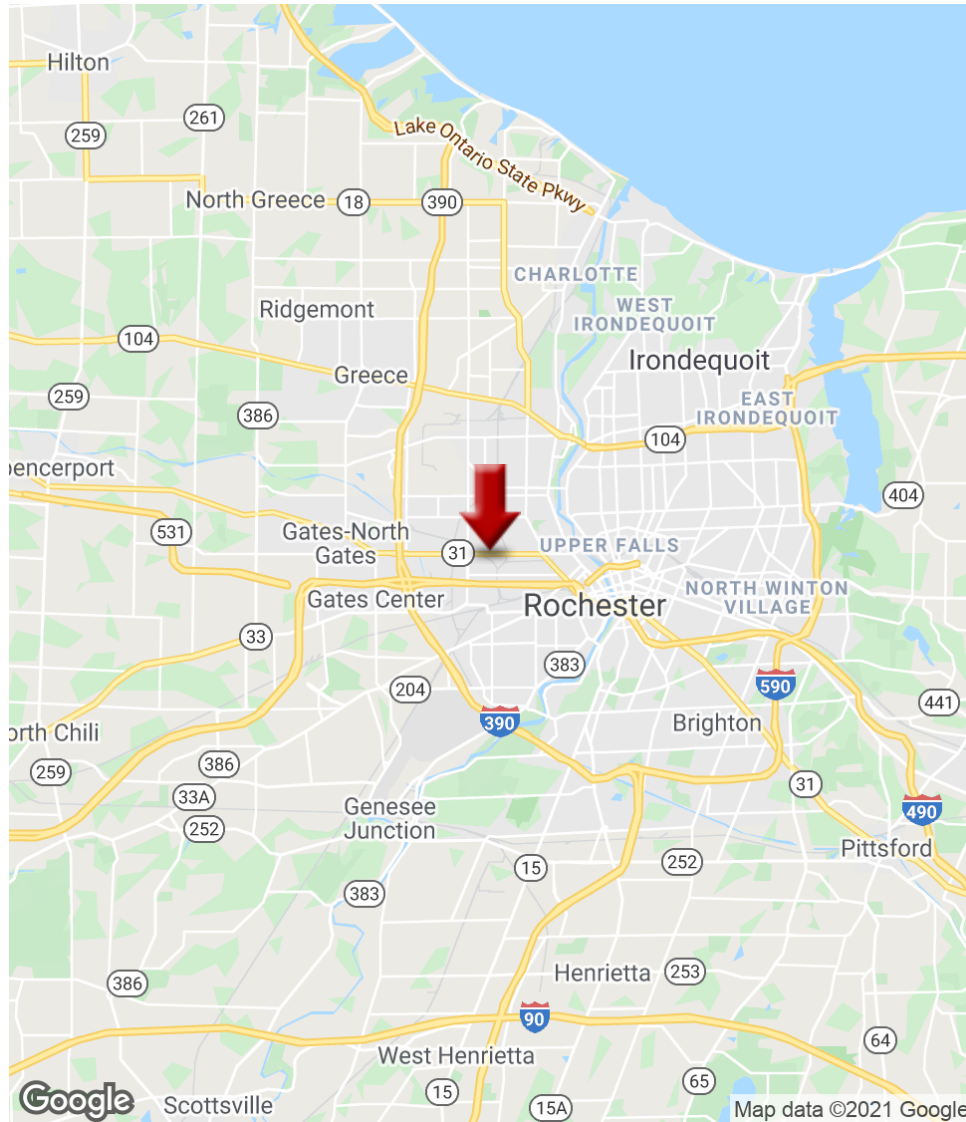 Hilton
261
259
Lake Ontario State Pkwy
North Greece
18
390
CHARLOTTE
WEST
IRONDEQUOIT
Ridgemont
104
Irondequoit
Greece
259
386
EAST
IRONDEQUOIT
104
pencerport
404
531
Gates-North
Gates
31
UPPER FALLS
NORTH WINTON
VILLAGE
Gates Center
Rochester
33
383
204
590
441
390
Brighton
orth Chili
259
386
31
33A
490
Genesee
Junction
252
Pittsford
15
252
383
Henrietta
253
386
90
64
West Henrietta
65
15
Google
Scottsville
15A
Map data ©2021 Google